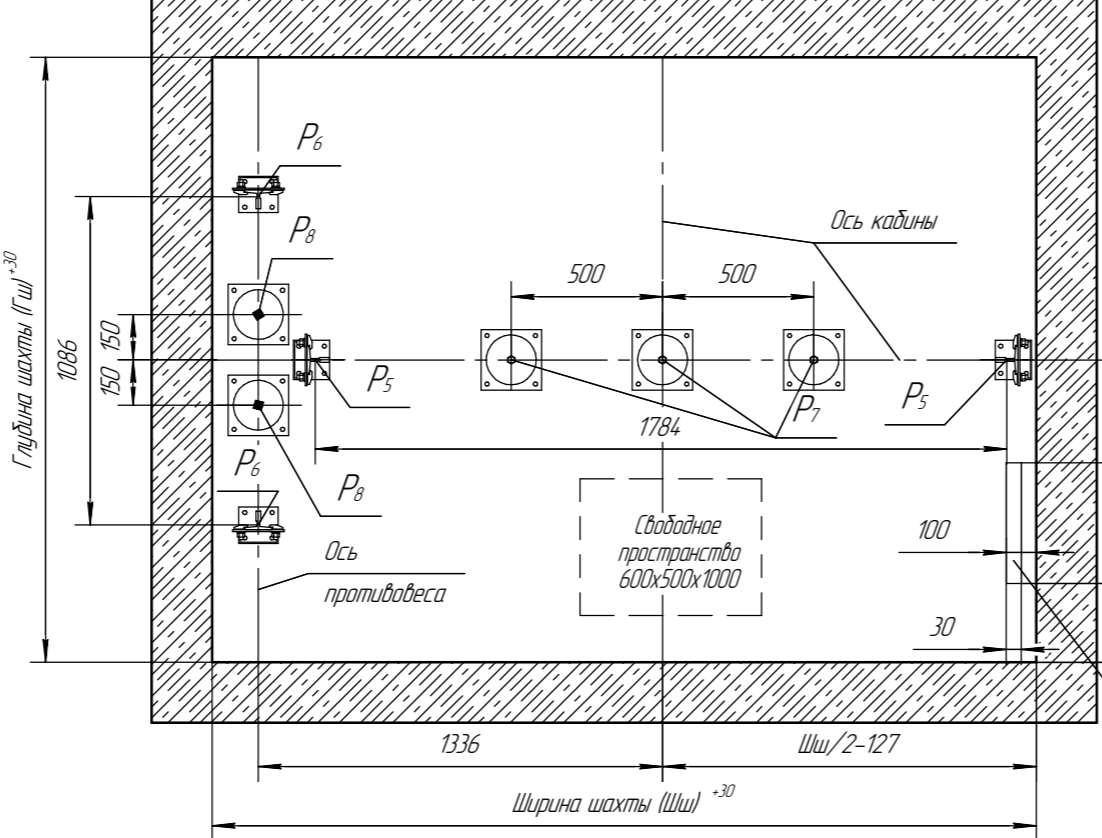 P6
P8
Ось кабины
500
500
Глубина шахты (Гш) +30
1086
150
150
P5
P7
P5
1784
P6
P8
Свободное
пространство
600x500x1000
100
Ось
противовеса
30
1336
Шш/2-127
Ширина шахты (Шш) +30